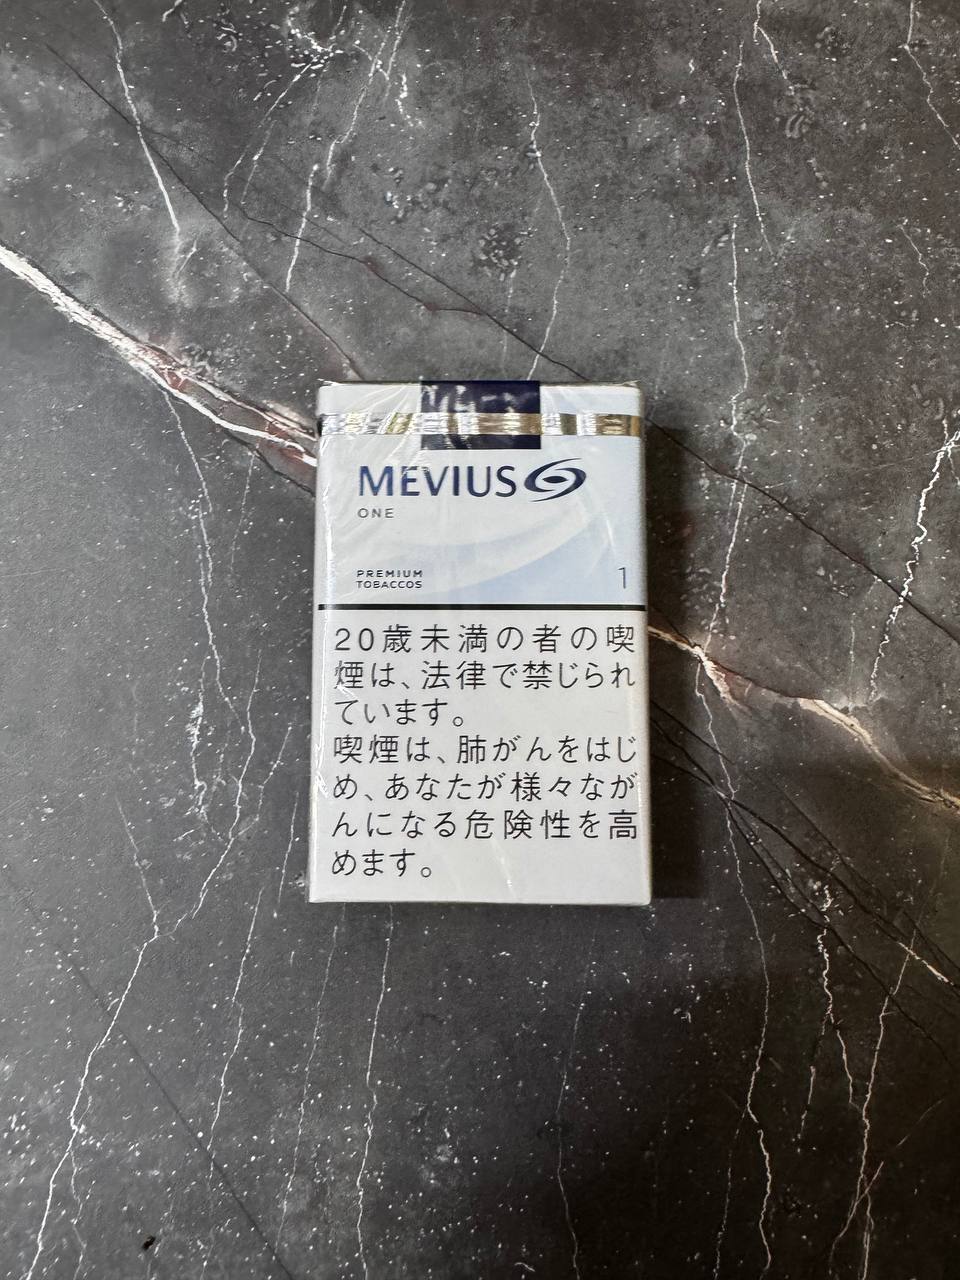 MEVIUS
ONE
PREMIUM
TOBACCOS
1
20歳未満の者の喫
煙は、法律で禁じられ
ています。
喫煙は、肺がんをはじ
め、あなたが様々なが
んになる危険性を高
めます。